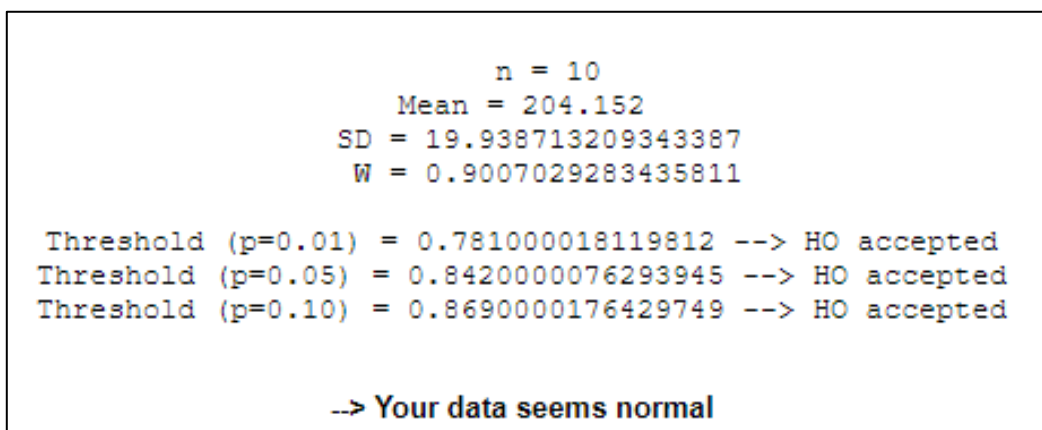 n = 10
Mean = 204.152
SD = 19.938713209343387
W = 0.9007029283435811
Threshold (p=0.01) = 0.781000018119812 --> HO accepted
Threshold (p=0.05) = 0.8420000076293945 --> HO accepted
Threshold (p=0.10) = 0.8690000176429749 --> HO accepted
--> Your data seems normal